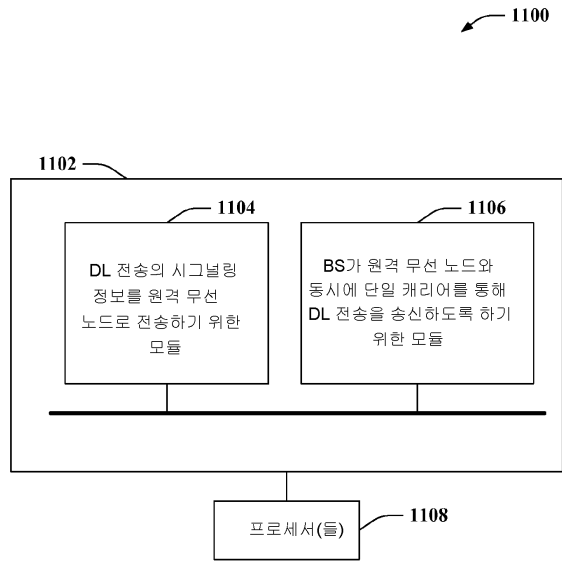 1100
1102
1104
1106
DL 전송의 시그널링
정보를 원격 무선
노드로 전송하기 위한
모듈
BS가 원격 무선 노드와
동시에 단일 캐리어를 통해
DL 전송을 송신하도록 하기
위한 모듈
프로세서(들)
1108